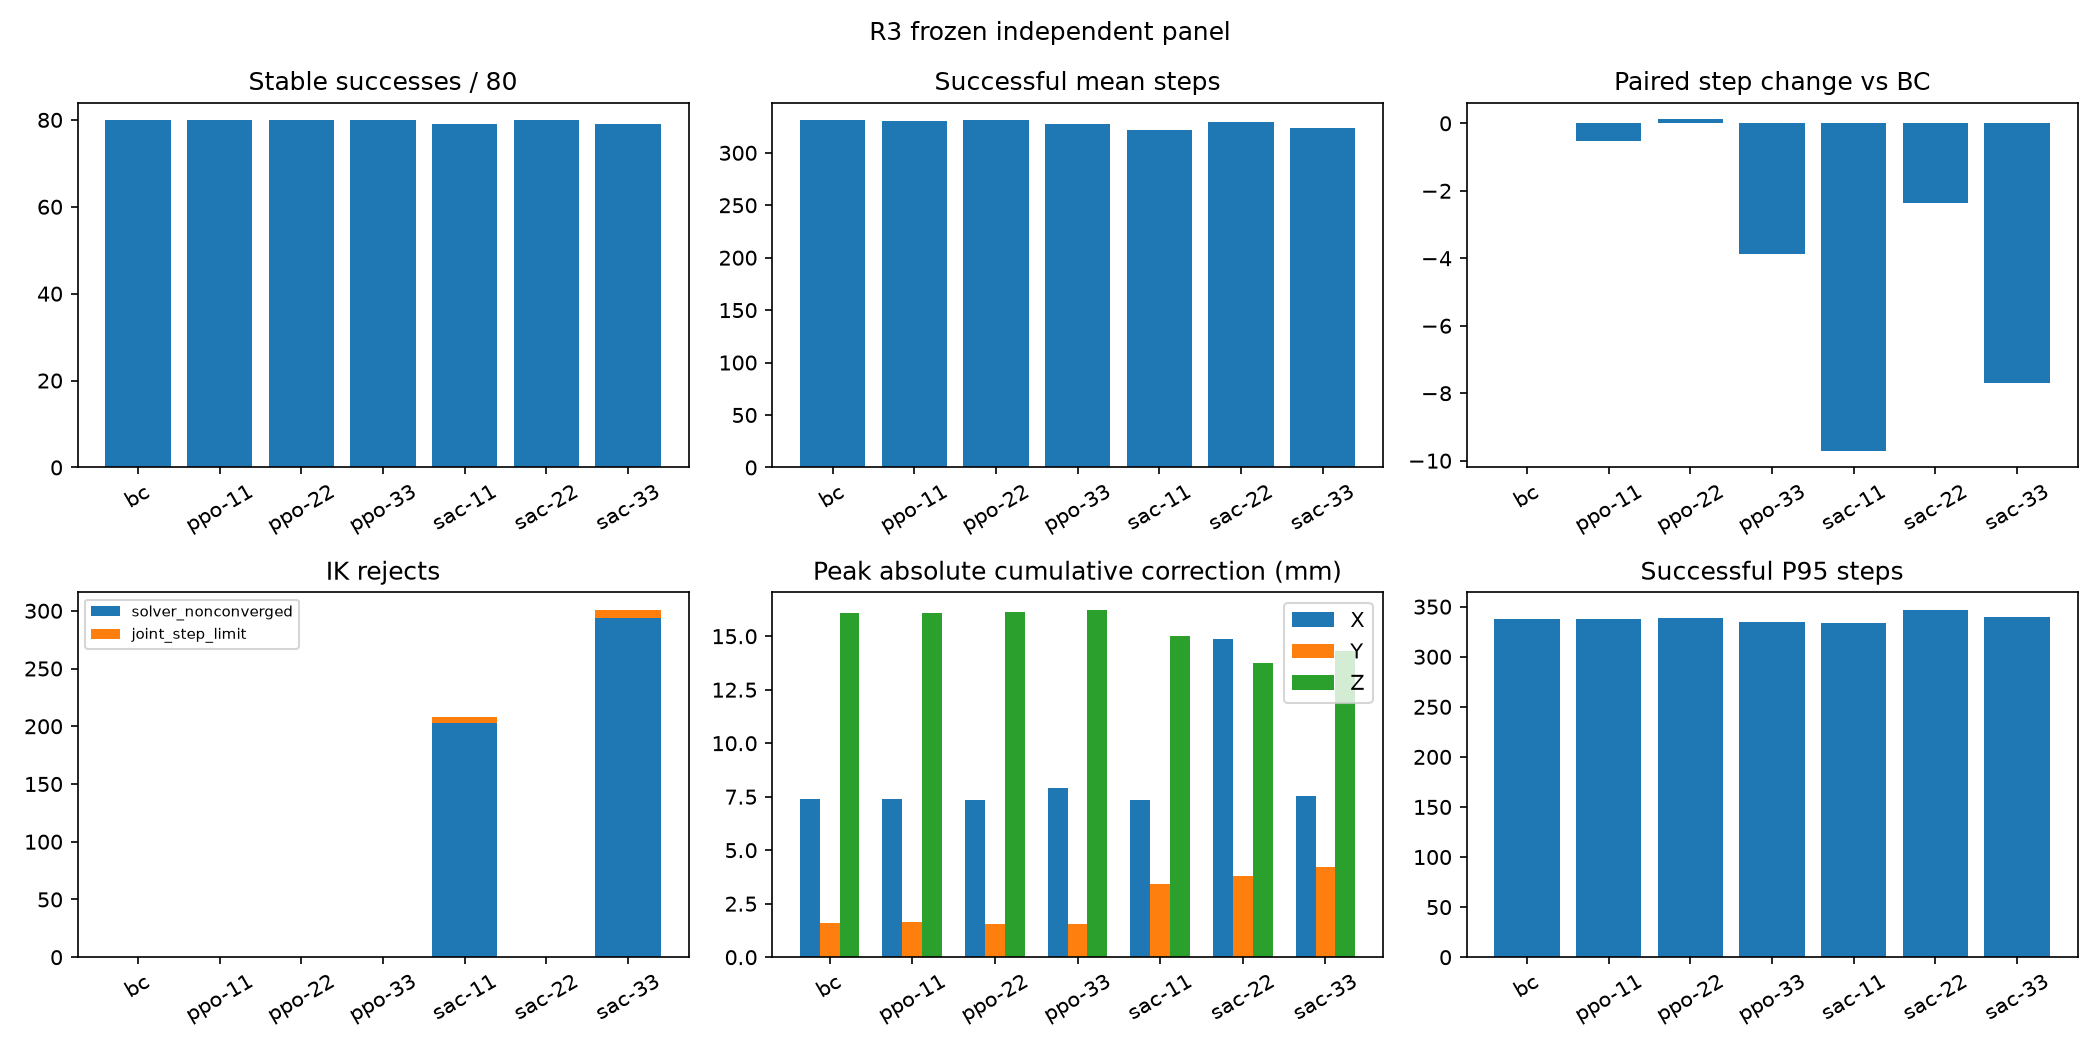 R3 frozen independent panel
Stable successes / 80
80
60
40
20
0
bc
ppo-11
ppo-22
ppo-33
sac-11
sac-22
sac-33
Successful mean steps
300
250
200
150
100
50
0
bc
ppo-11
ppo-22
ppo-33
sac-11
sac-22
sac-33
Paired step change vs BC
0
−2
−4
−6
−8
−10
bc
ppo-11
ppo-22
ppo-33
sac-11
sac-22
sac-33
IK rejects
solver_nonconverged
joint_step_limit
300
250
200
150
100
50
0
bc
ppo-11
ppo-22
ppo-33
sac-11
sac-22
sac-33
Peak absolute cumulative correction (mm)
X
Y
Z
15.0
12.5
10.0
7.5
5.0
2.5
0.0
bc
ppo-11
ppo-22
ppo-33
sac-11
sac-22
sac-33
Successful P95 steps
350
300
250
200
150
100
50
0
bc
ppo-11
ppo-22
ppo-33
sac-11
sac-22
sac-33